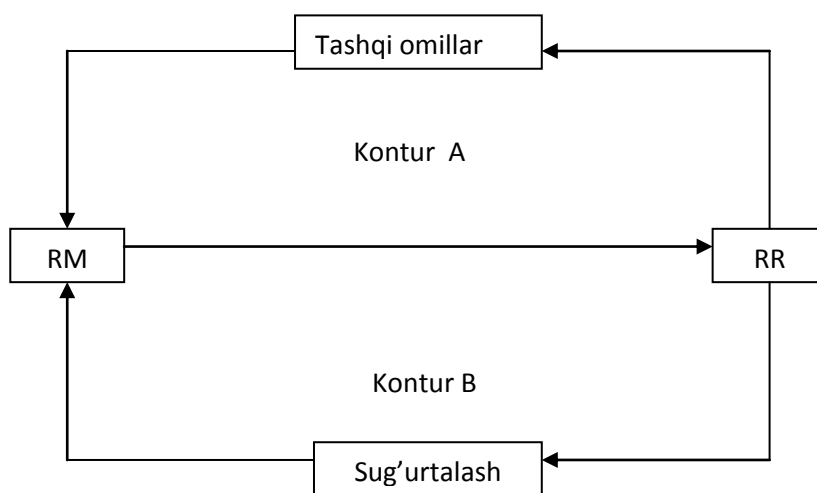 Tashqi omillar
Kontur A
RM
RR
Kontur B
Sug’urtalash